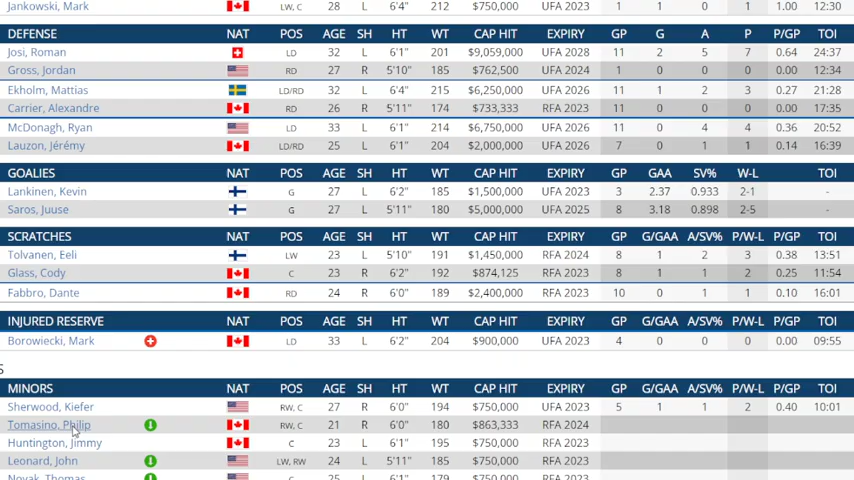 Jankowski, Mark LW, C 28 L 6'4" 212 $750,000 UFA 2023 1 1 0 1 1.00 12:30
DEFENSE NAT POS AGE SH HT WT CAP HIT EXPIRY GP G A P P/GP TOI
Josi, Roman LD 32 L 6'1" 201 $9,059,000 UFA 2028 11 2 5 7 0.64 24:37
Gross, Jordan RD 27 R 5'10" 185 $762,500 UFA 2024 1 0 0 0 0.00 12:34
Ekholm, Mattias LD/RD 32 L 6'4" 215 $6,250,000 UFA 2026 11 1 2 3 0.27 21:28
Carrier, Alexandre RD 26 R 5'11" 174 $733,333 RFA 2023 11 0 0 0 0.00 17:35
McDonagh, Ryan LD 33 L 6'1" 214 $6,750,000 UFA 2026 11 0 4 4 0.36 20:52
Lauzon, Jérémy LD/RD 25 L 6'1" 204 $2,000,000 UFA 2026 7 0 1 1 0.14 16:39
GOALIES NAT POS AGE SH HT WT CAP HIT EXPIRY GP GAA SV% W-L TOI
Lankinen, Kevin G 27 L 6'2" 185 $1,500,000 UFA 2023 3 2.37 0.933 2-1 -
Saros, Juuse G 27 L 5'11" 180 $5,000,000 UFA 2025 8 3.18 0.898 2-5 -
SCRATCHES NAT POS AGE SH HT WT CAP HIT EXPIRY GP G/GAA A/SV% P/W-L P/GP TOI
Tolvanen, Eeli LW 23 L 5'10" 191 $1,450,000 RFA 2024 8 1 2 3 0.38 13:51
Glass, Cody C 23 R 6'2" 192 $874,125 RFA 2023 8 1 1 2 0.25 11:54
Fabbro, Dante RD 24 R 6'0" 189 $2,400,000 RFA 2023 10 0 1 1 0.10 16:01
INJURED RESERVE NAT POS AGE SH HT WT CAP HIT EXPIRY GP G/GAA A/SV% P/W-L P/GP TOI
Borowiecki, Mark LD 33 L 6'2" 204 $900,000 UFA 2023 4 0 0 0 0.00 09:55
S
MINORS NAT POS AGE SH HT WT CAP HIT EXPIRY GP G/GAA A/SV% P/W-L P/GP TOI
Sherwood, Kiefer RW, C 27 R 6'0" 194 $750,000 UFA 2023 5 1 1 2 0.40 10:01
Tomasino, Philip RW, C 21 R 6'0" 180 $863,333 RFA 2024
Huntington, Jimmy C 23 L 6'1" 195 $750,000 RFA 2023
Leonard, John LW, RW 24 L 5'11" 185 $750,000 RFA 2023
Novak, Thomas C 25 L 6'1" 179 $750,000 RFA 2023